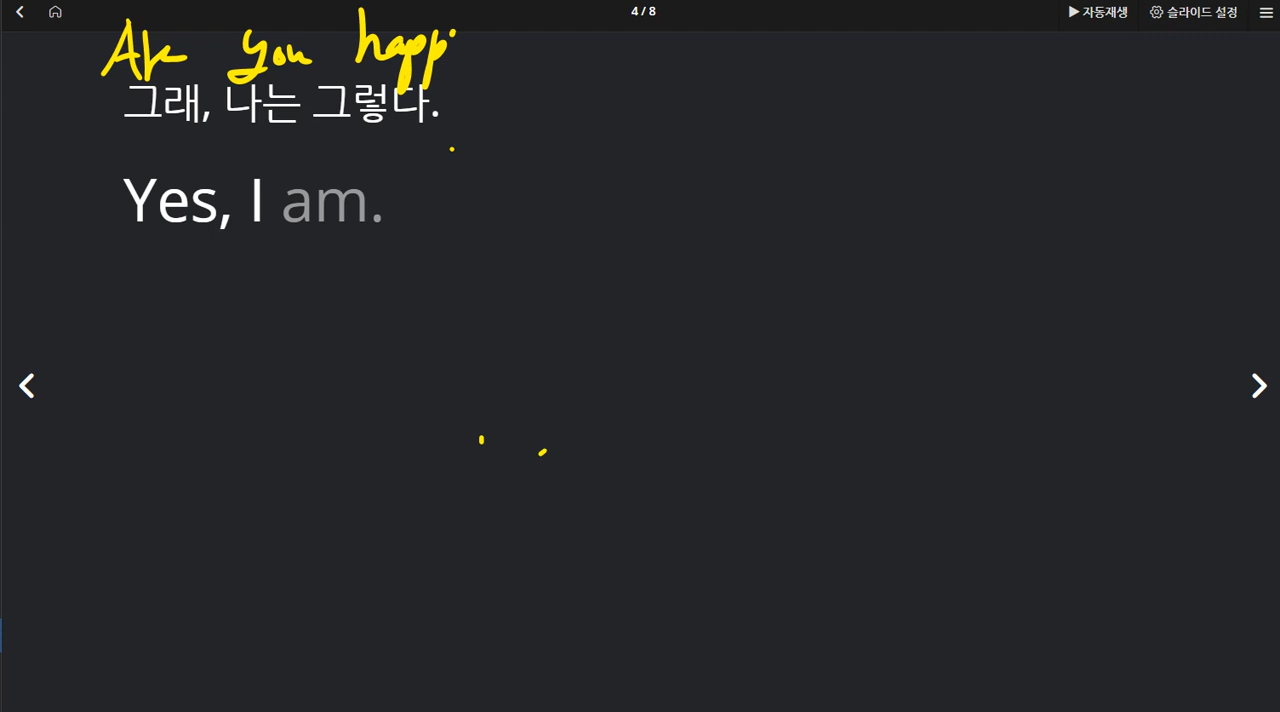 4 / 8 ▶ 자동재생 슬라이드 설정
Are you happ
그래, 나는 그렇다.
Yes, I am.